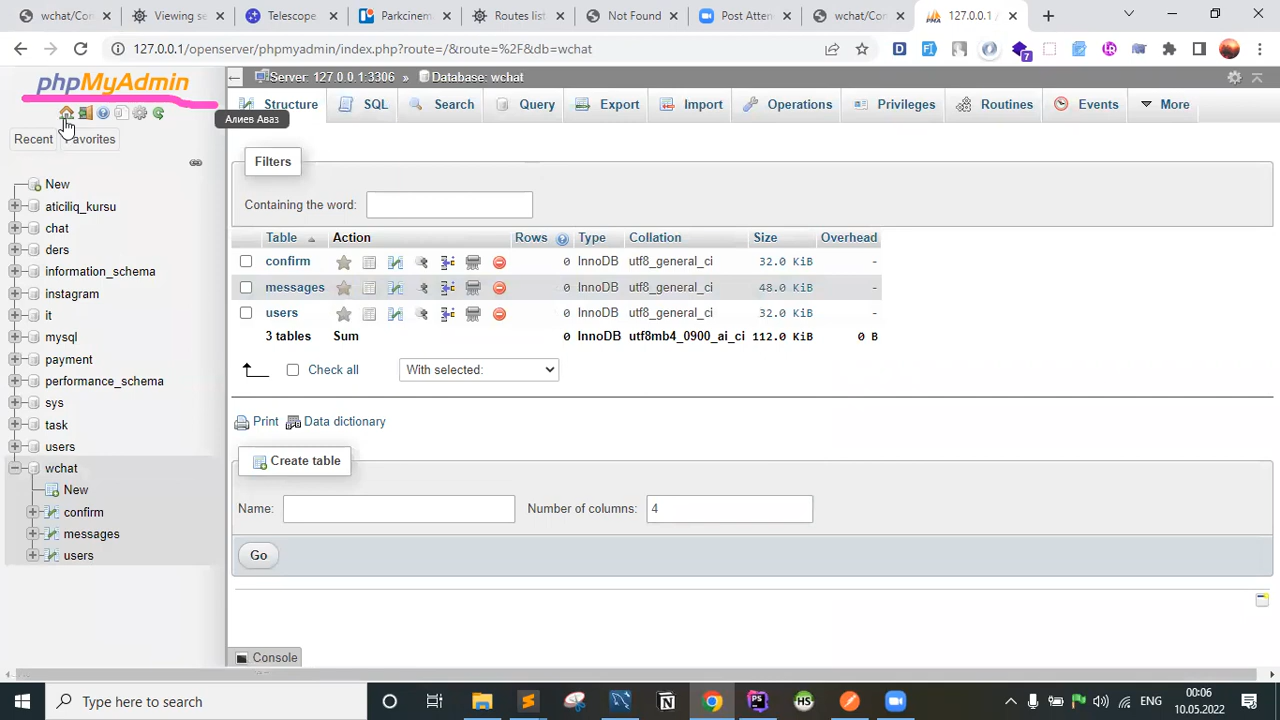 wchat/Con
Viewing se
Telescope
Parkcinem
Routes list
Not Found
Post Atten
wchat/Con
127.0.0.1 /
127.0.0.1/openserver/phpmyadmin/index.php?route=/&route=%2F&db=wchat
phpMyAdmin
Server: 127.0.0.1:3306 » Database: wchat
Structure SQL Search Query Export Import Operations Privileges Routines Events More
Алиев Аваз
Recent Favorites
New
aticiliq_kursu
chat
ders
information_schema
instagram
it
mysql
payment
performance_schema
sys
task
users
wchat
New
confirm
messages
users
Filters
Containing the word:
Table Action Rows Type Collation Size Overhead
confirm 0 InnoDB utf8_general_ci 32.0 KiB -
messages 0 InnoDB utf8_general_ci 48.0 KiB -
users 0 InnoDB utf8_general_ci 32.0 KiB -
3 tables Sum 0 InnoDB utf8mb4_0900_ai_ci 112.0 KiB 0 B
Check all With selected:
Print Data dictionary
Create table
Name: Number of columns: 4
Go
Console
Type here to search
ENG
00:06
10.05.2022